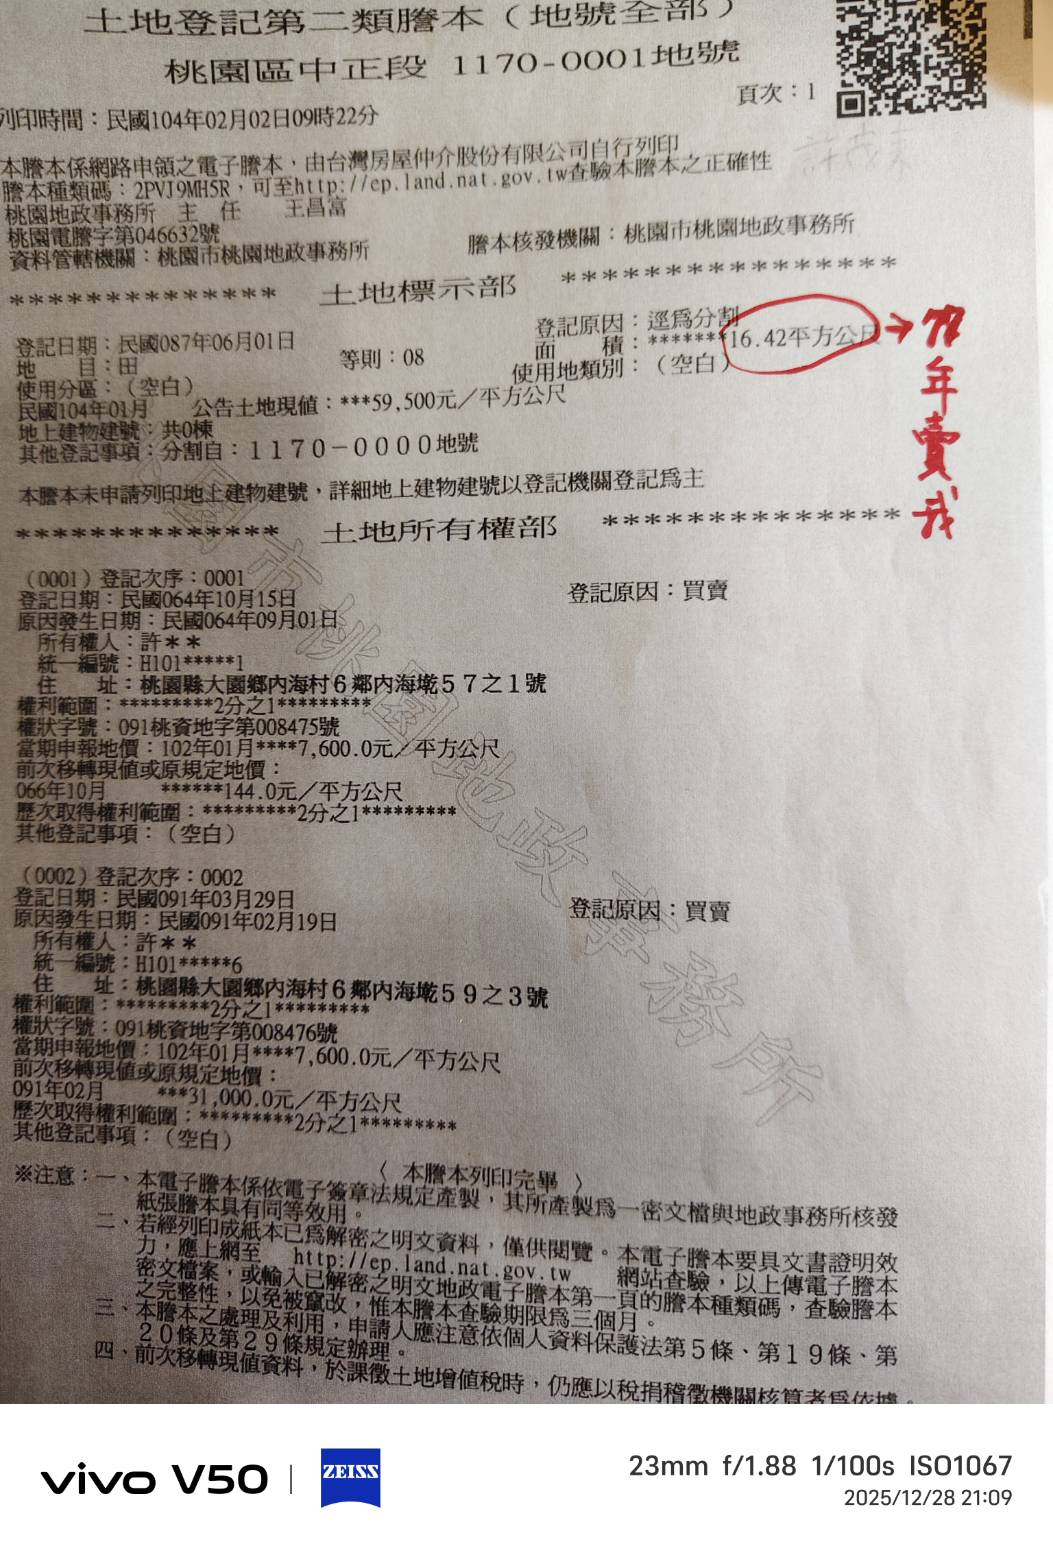 土地登記第二類謄本（地號全部）
桃園區中正段 1170-0001地號
列印時間：民國104年02月02日09時22分
頁次：1
本謄本係網路申領之電子謄本，由台灣房屋仲介股份有限公司自行列印
謄本種類碼：2PVJ9MH5R，可至http://ep.land.nat.gov.tw查驗本謄本之正確性
桃園地政事務所 主 任 王昌富
桃園電謄字第046632號
資料管轄機關：桃園市桃園地政事務所
謄本核發機關：桃園市桃園地政事務所
************** 土地標示部 ****************
登記日期：民國087年06月01日
登記原因：逕為分割
地 目：田
等則：08
面 積：*******16.42平方公尺
使用分區：（空白）
使用地類別：（空白）
民國104年01月 公告土地現值：***59,500元／平方公尺
地上建物建號：共0棟
其他登記事項：分割自：１１７０－００００地號
本謄本未申請列印地上建物建號，詳細地上建物建號以登記機關登記為主
************** 土地所有權部 **************
（0001）登記次序：0001
登記日期：民國064年10月15日
登記原因：買賣
原因發生日期：民國064年09月01日
所有權人：許＊＊
統一編號：H101*****1
住 址：桃園縣大園鄉內海村６鄰內海墘５７之１號
權利範圍：*********2分之1*********
權狀字號：091桃資地字第008475號
當期申報地價：102年01月****7,600.0元／平方公尺
前次移轉現值或原規定地價：
066年10月 ******144.0元／平方公尺
歷次取得權利範圍：*********2分之1*********
其他登記事項：（空白）
（0002）登記次序：0002
登記日期：民國091年03月29日
登記原因：買賣
原因發生日期：民國091年02月19日
所有權人：許＊＊
統一編號：H101*****6
住 址：桃園縣大園鄉內海村６鄰內海墘５９之３號
權利範圍：*********2分之1*********
權狀字號：091桃資地字第008476號
當期申報地價：102年01月****7,600.0元／平方公尺
前次移轉現值或原規定地價：
091年02月 ***31,000.0元／平方公尺
歷次取得權利範圍：*********2分之1*********
其他登記事項：（空白）
〈 本謄本列印完畢 〉
※注意：一、本電子謄本係依電子簽章法規定產製，其所產製為一密文檔與地政事務所核發
紙張謄本具有同等效用。
二、若經列印成紙本已為解密之明文資料，僅供閱覽。本電子謄本要具文書證明效
力，應上網至 http://ep.land.nat.gov.tw 網站查驗，以上傳電子謄本
密文檔案，或輸入已解密之明文地政電子謄本第一頁的謄本種類碼，查驗謄本
之完整性，以免被竄改，惟本謄本查驗期限為三個月。
三、本謄本之處理及利用，申請人應注意依個人資料保護法第５條、第１９條、第
２０條及第２９條規定辦理。
四、前次移轉現值資料，於課徵土地增值稅時，仍應以稅捐稽徵機關核算者為依據。
年賣我
桃園市桃園地政事務所
vivo V50 | ZEISS
23mm f/1.88 1/100s ISO1067
2025/12/28 21:09